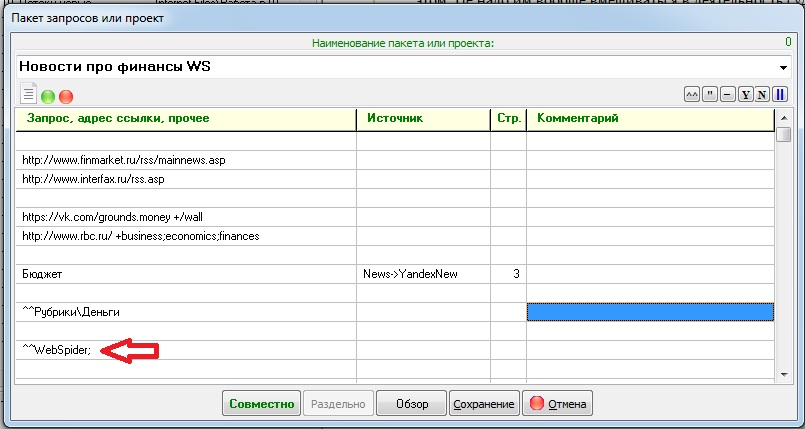 Пакет запросов или проект
Наименование пакета или проекта: 0
Новости про финансы WS
^^ " – Y N
Запрос, адрес ссылки, прочее Источник Стр. Комментарий
http://www.finmarket.ru/rss/mainnews.asp
http://www.interfax.ru/rss.asp
https://vk.com/grounds.money +/wall
http://www.rbc.ru/ +business;economics;finances
Бюджет News->YandexNew 3
^^Рубрики\Деньги
^^WebSpider;
Совместно Раздельно Обзор Сохранение Отмена